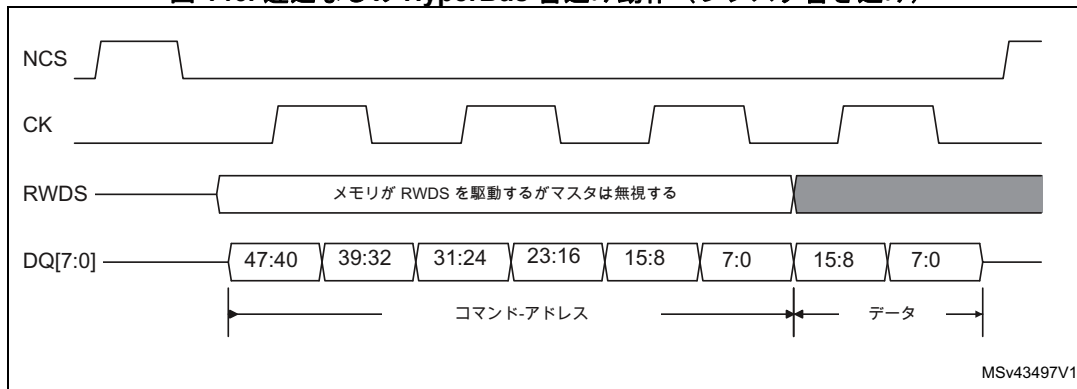 NCS
CK
RWDS
メモリが RWDS を駆動するがマスタは無視する
DQ[7:0]
47:40 39:32 31:24 23:16 15:8 7:0 15:8 7:0
コマンド-アドレス データ
MSv43497V1